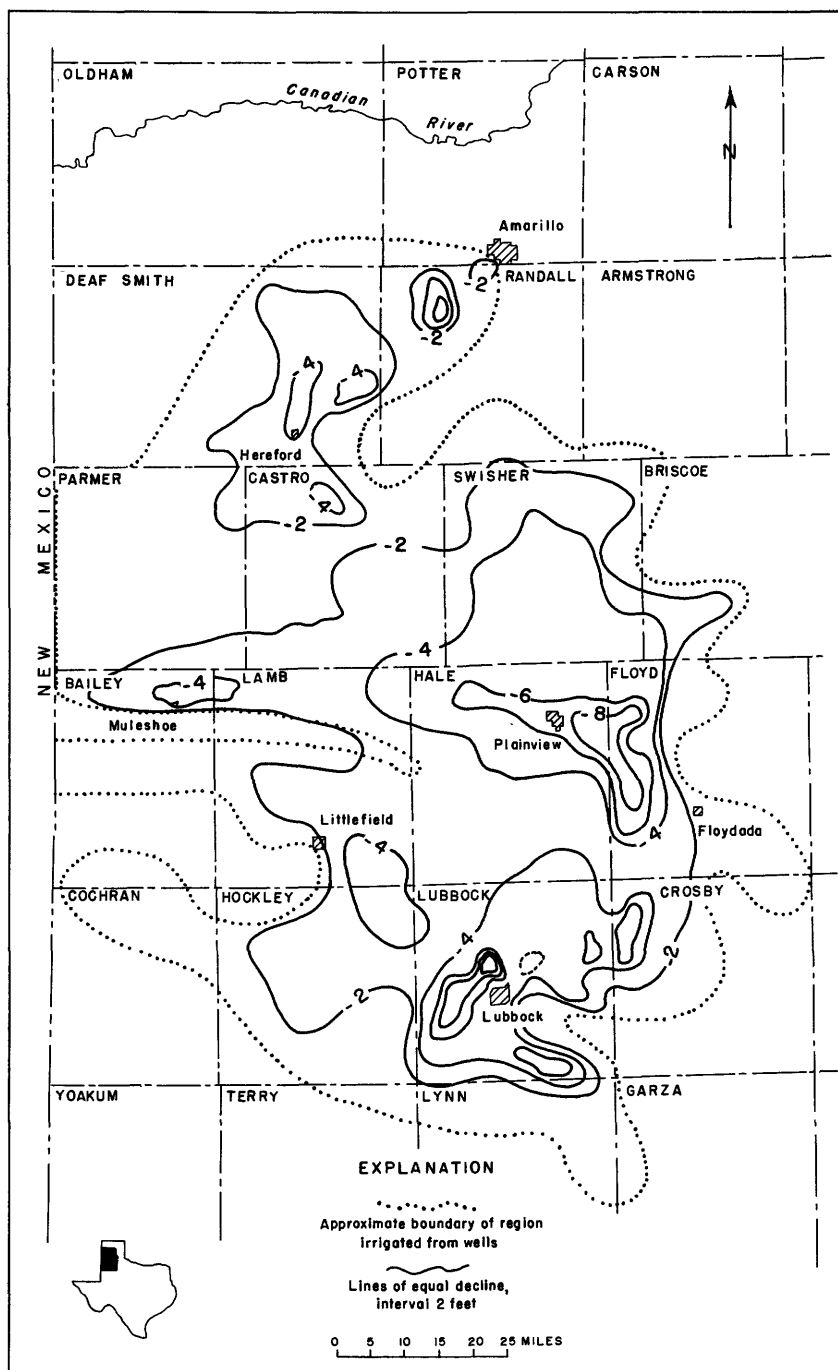 OLDHAM
POTTER
CARSON
Canadian
River
N
Amarillo
DEAF SMITH
-2
RANDALL
ARMSTRONG
-2
-4
-4
Hereford
PARMER
CASTRO
SWISHER
BRISCOE
-4
-2
-2
NEW MEXICO
-4
BAILEY
-4
LAMB
HALE
FLOYD
-6
-8
Muleshoe
Plainview
Littlefield
-4
Floydada
-4
COCHRAN
HOCKLEY
LUBBOCK
CROSBY
-4
-2
-2
Lubbock
YOAKUM
TERRY
LYNN
GARZA
EXPLANATION
Approximate boundary of region
irrigated from wells
Lines of equal decline,
interval 2 feet
0 5 10 15 20 25 MILES